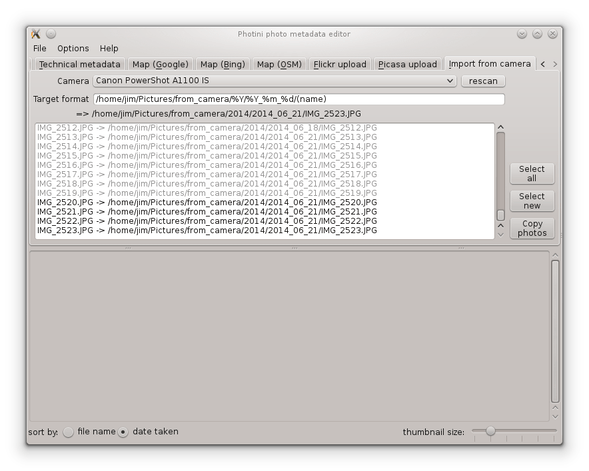 Photini photo metadata editor
File Options Help
Technical metadata Map (Google) Map (Bing) Map (OSM) Flickr upload Picasa upload Import from camera
Camera Canon PowerShot A1100 IS rescan
Target format /home/jim/Pictures/from_camera/%Y/%Y_%m_%d/(name)
=> /home/jim/Pictures/from_camera/2014/2014_06_21/IMG_2523.JPG
IMG_2512.JPG -> /home/jim/Pictures/from_camera/2014/2014_06_18/IMG_2512.JPG
IMG_2513.JPG -> /home/jim/Pictures/from_camera/2014/2014_06_21/IMG_2513.JPG
IMG_2514.JPG -> /home/jim/Pictures/from_camera/2014/2014_06_21/IMG_2514.JPG
IMG_2515.JPG -> /home/jim/Pictures/from_camera/2014/2014_06_21/IMG_2515.JPG
IMG_2516.JPG -> /home/jim/Pictures/from_camera/2014/2014_06_21/IMG_2516.JPG
IMG_2517.JPG -> /home/jim/Pictures/from_camera/2014/2014_06_21/IMG_2517.JPG
IMG_2518.JPG -> /home/jim/Pictures/from_camera/2014/2014_06_21/IMG_2518.JPG
IMG_2519.JPG -> /home/jim/Pictures/from_camera/2014/2014_06_21/IMG_2519.JPG
IMG_2520.JPG -> /home/jim/Pictures/from_camera/2014/2014_06_21/IMG_2520.JPG
IMG_2521.JPG -> /home/jim/Pictures/from_camera/2014/2014_06_21/IMG_2521.JPG
IMG_2522.JPG -> /home/jim/Pictures/from_camera/2014/2014_06_21/IMG_2522.JPG
IMG_2523.JPG -> /home/jim/Pictures/from_camera/2014/2014_06_21/IMG_2523.JPG
Select
all
Select
new
Copy
photos
sort by: file name date taken thumbnail size: